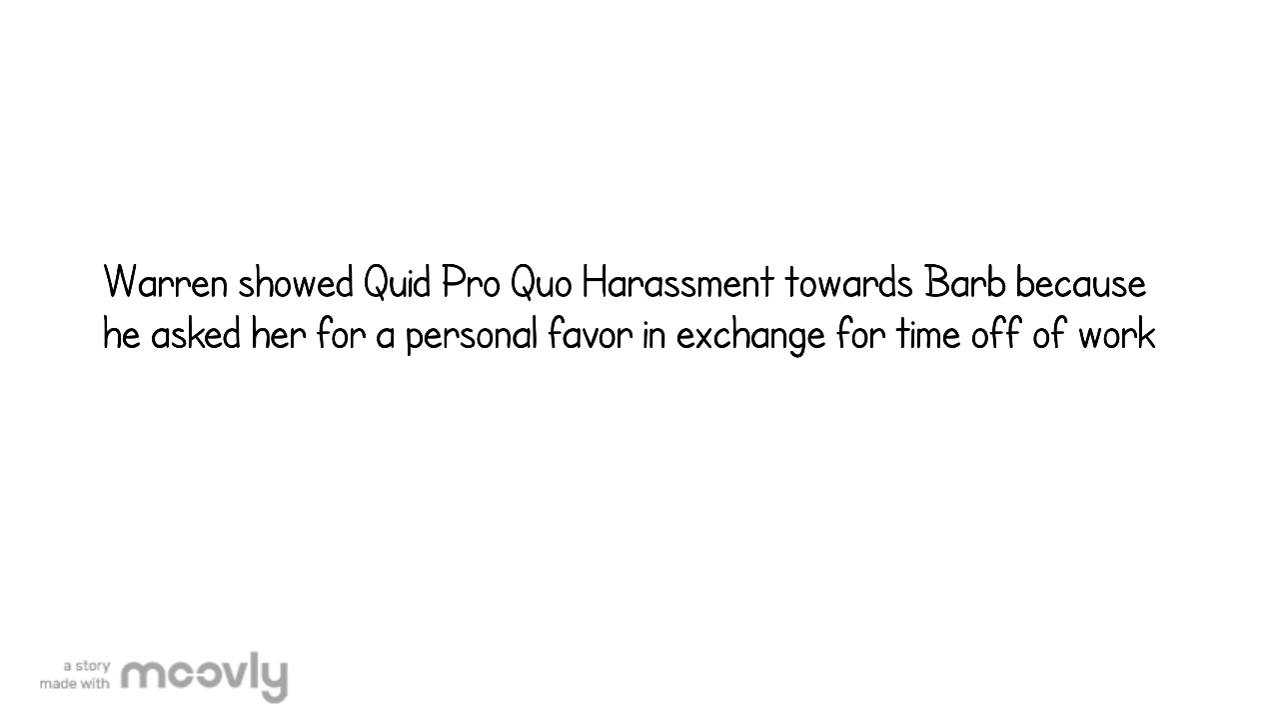 Warren showed Quid Pro Quo Harassment towards Barb because
he asked her for a personal favor in exchange for time off of work
a story
made with moovly